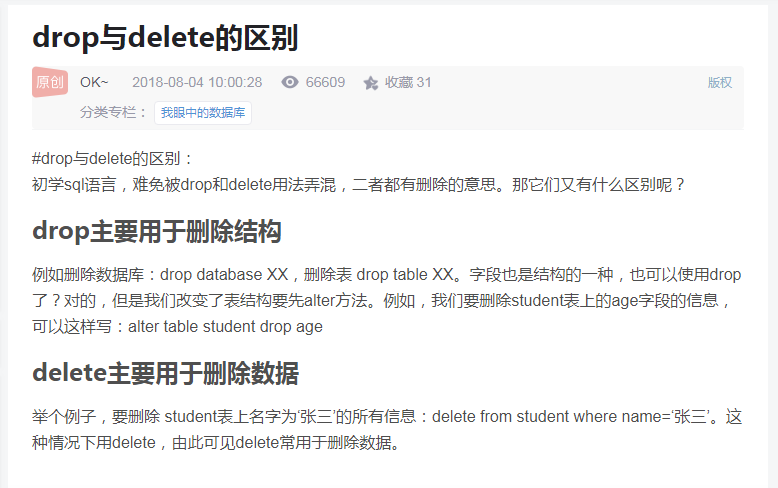 drop与delete的区别
原创 OK~ 2018-08-04 10:00:28 66609 收藏 31 版权
分类专栏： 我眼中的数据库
#drop与delete的区别：
初学sql语言，难免被drop和delete用法弄混，二者都有删除的意思。那它们又有什么区别呢？
drop主要用于删除结构
例如删除数据库：drop database XX，删除表 drop table XX。字段也是结构的一种，也可以使用drop
了？对的，但是我们改变了表结构要先alter方法。例如，我们要删除student表上的age字段的信息，
可以这样写：alter table student drop age
delete主要用于删除数据
举个例子，要删除 student表上名字为‘张三’的所有信息：delete from student where name=‘张三’。这
种情况下用delete，由此可见delete常用于删除数据。